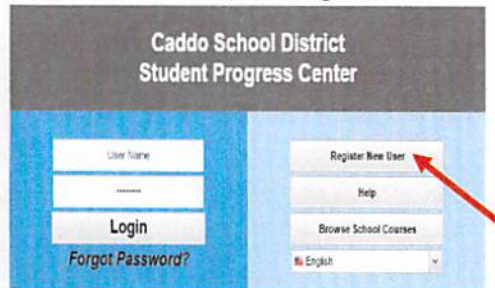 Caddo School District
Student Progress Center
User Name
********
Login
Forgot Password?
Register New User
Help
Browse School Courses
English